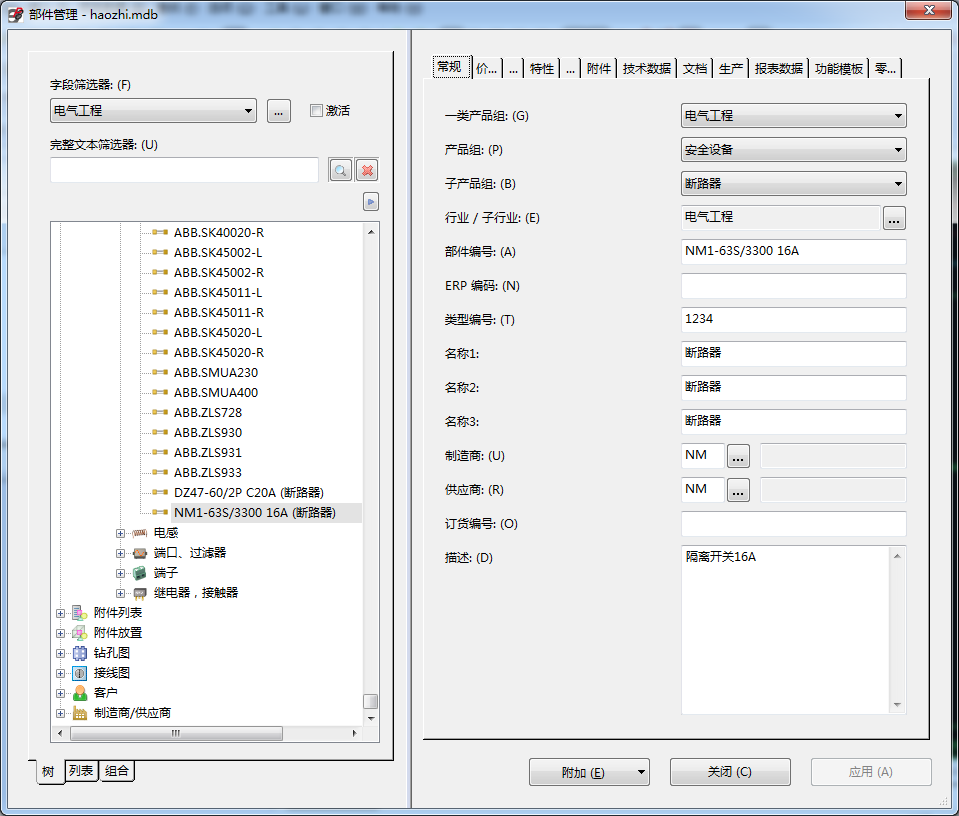 部件管理 - haozhi.mdb
字段筛选器: (F)
电气工程
...
激活
完整文本筛选器: (U)
ABB.SK40020-R
ABB.SK45002-L
ABB.SK45002-R
ABB.SK45011-L
ABB.SK45011-R
ABB.SK45020-L
ABB.SK45020-R
ABB.SMUA230
ABB.SMUA400
ABB.ZLS728
ABB.ZLS930
ABB.ZLS931
ABB.ZLS933
DZ47-60/2P C20A (断路器)
NM1-63S/3300 16A (断路器)
电感
端口、过滤器
端子
继电器，接触器
附件列表
附件放置
钻孔图
接线图
客户
制造商/供应商
树 列表 组合
常规 价... ... 特性 ... 附件 技术数据 文档 生产 报表数据 功能模板 零...
一类产品组: (G) 电气工程
产品组: (P) 安全设备
子产品组: (B) 断路器
行业 / 子行业: (E) 电气工程 ...
部件编号: (A) NM1-63S/3300 16A
ERP 编码: (N)
类型编号: (T) 1234
名称1: 断路器
名称2: 断路器
名称3: 断路器
制造商: (U) NM ...
供应商: (R) NM ...
订货编号: (O)
描述: (D) 隔离开关16A
附加 (E) 关闭 (C) 应用 (A)